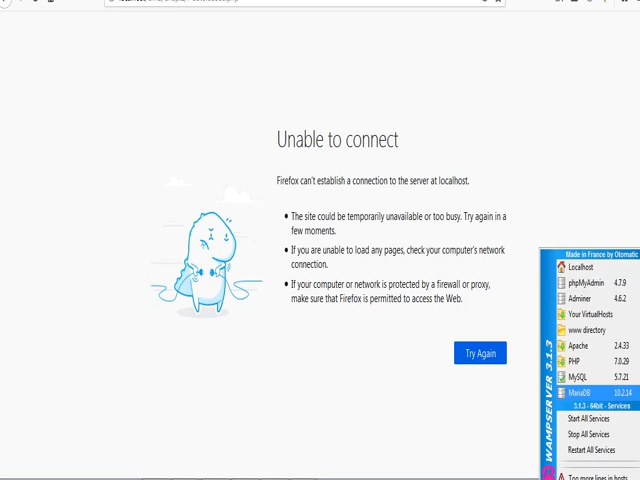 Unable to connect
Firefox can't establish a connection to the server at localhost.
The site could be temporarily unavailable or too busy. Try again in a
few moments.
If you are unable to load any pages, check your computer's network
connection.
If your computer or network is protected by a firewall or proxy,
make sure that Firefox is permitted to access the Web.
Try Again
Made in France by Otomatic
Localhost
phpMyAdmin 4.7.9
Adminer 4.6.2
Your VirtualHosts
www directory
Apache 2.4.33
PHP 7.0.29
MySQL 5.7.21
MariaDB 10.2.14
3.1.3 - 64bit - Services
Start All Services
Stop All Services
Restart All Services
Too more lines in hosts
WAMPSERVER 3.1.3